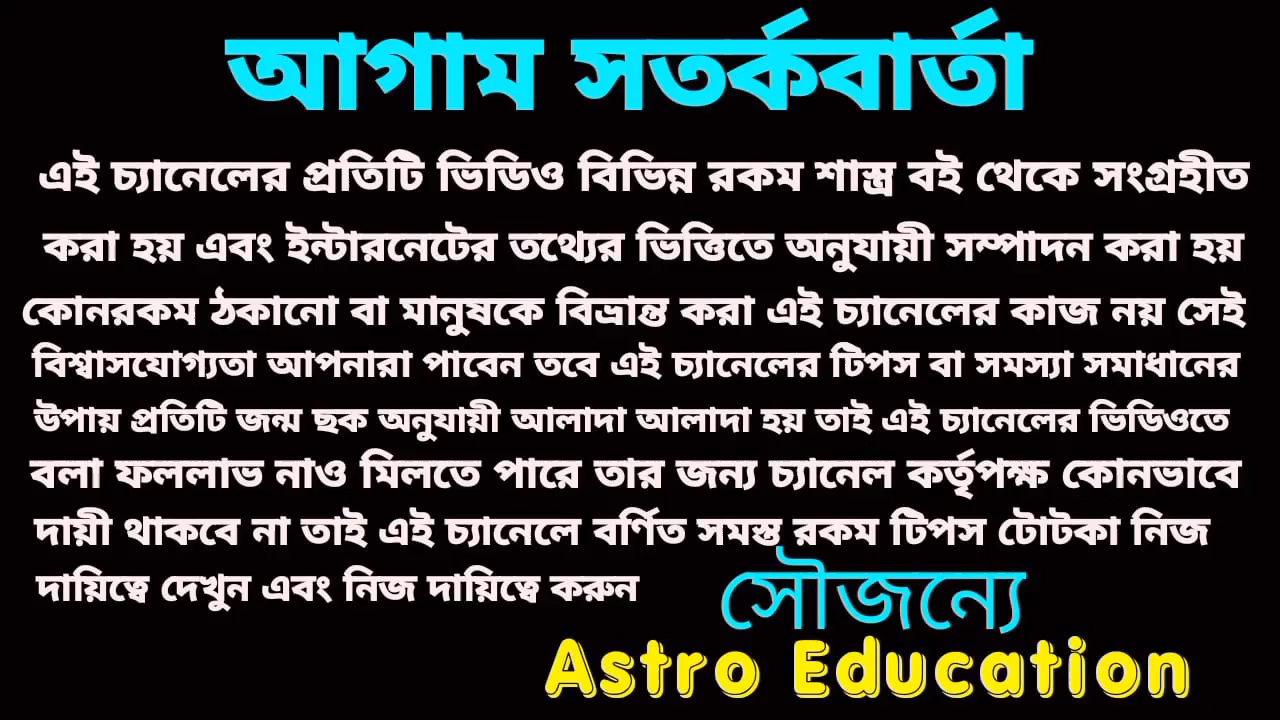 আগাম সতর্কবার্তা
এই চ্যানেলের প্রতিটি ভিডিও বিভিন্ন রকম শাস্ত্র বই থেকে সংগ্রহীত
করা হয় এবং ইন্টারনেটের তথ্যের ভিত্তিতে অনুযায়ী সম্পাদন করা হয়
কোনরকম ঠকানো বা মানুষকে বিভ্রান্ত করা এই চ্যানেলের কাজ নয় সেই
বিশ্বাসযোগ্যতা আপনারা পাবেন তবে এই চ্যানেলের টিপস বা সমস্যা সমাধানের
উপায় প্রতিটি জন্ম ছক অনুযায়ী আলাদা আলাদা হয় তাই এই চ্যানেলের ভিডিওতে
বলা ফললাভ নাও মিলতে পারে তার জন্য চ্যানেল কর্তৃপক্ষ কোনভাবে
দায়ী থাকবে না তাই এই চ্যানেলে বর্ণিত সমস্ত রকম টিপস টোটকা নিজ
দায়িত্বে দেখুন এবং নিজ দায়িত্বে করুন
সৌজন্যে
Astro Education